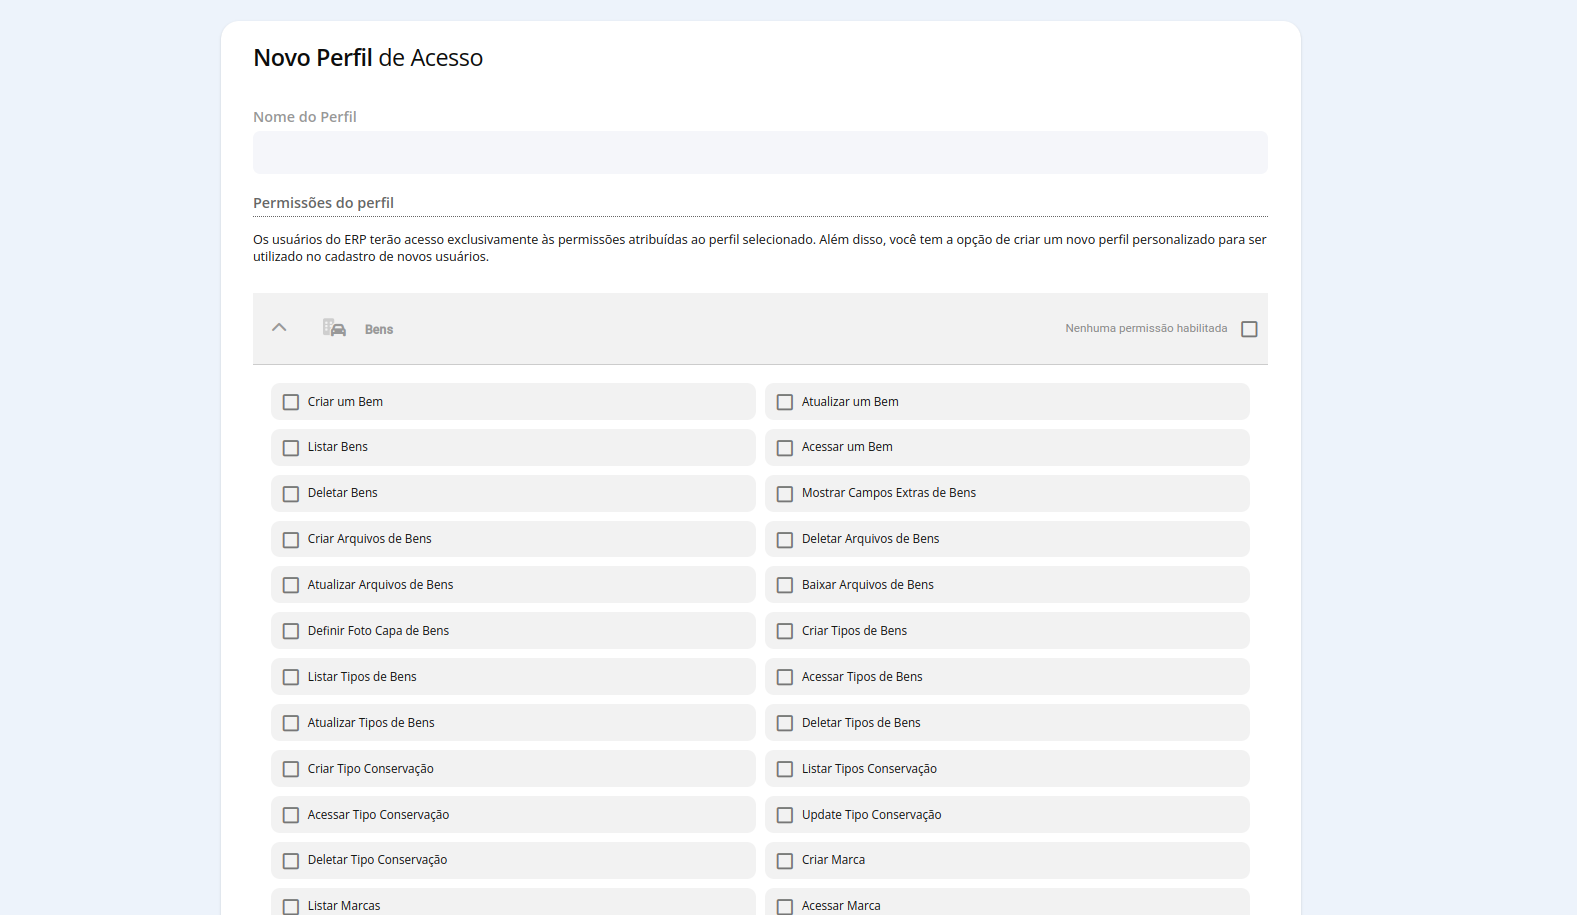 Novo Perfil de Acesso
Nome do Perfil
Permissões do perfil
Os usuários do ERP terão acesso exclusivamente às permissões atribuídas ao perfil selecionado. Além disso, você tem a opção de criar um novo perfil personalizado para ser
utilizado no cadastro de novos usuários.
Bens
Nenhuma permissão habilitada
Criar um Bem
Atualizar um Bem
Listar Bens
Acessar um Bem
Deletar Bens
Mostrar Campos Extras de Bens
Criar Arquivos de Bens
Deletar Arquivos de Bens
Atualizar Arquivos de Bens
Baixar Arquivos de Bens
Definir Foto Capa de Bens
Criar Tipos de Bens
Listar Tipos de Bens
Acessar Tipos de Bens
Atualizar Tipos de Bens
Deletar Tipos de Bens
Criar Tipo Conservação
Listar Tipos Conservação
Acessar Tipo Conservação
Update Tipo Conservação
Deletar Tipo Conservação
Criar Marca
Listar Marcas
Acessar Marca